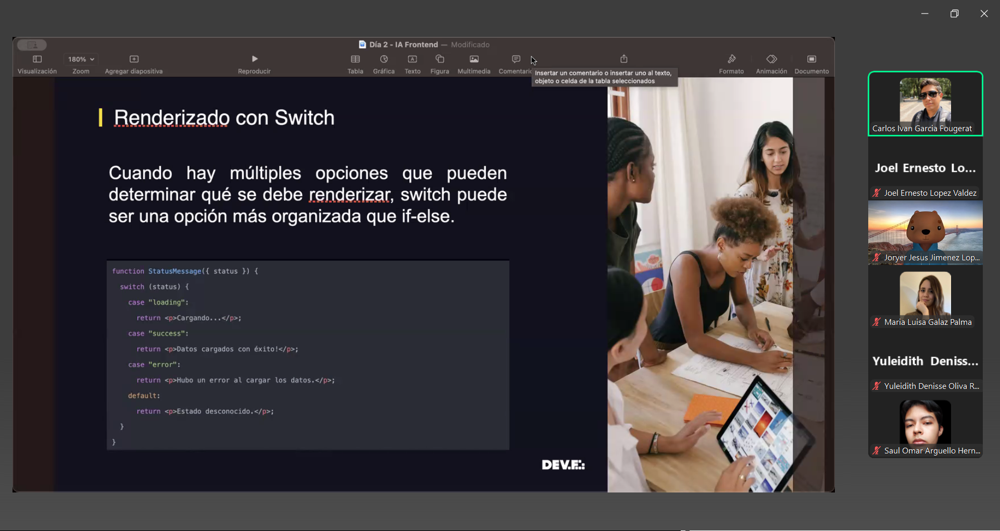 Día 2 - IA Frontend — Modificado
180%
Visualización
Zoom
Agregar diapositiva
Reproducir
Tabla
Gráfica
Texto
Figura
Multimedia
Comentario
Formato
Animación
Documento
Insertar un comentario o insertar uno al texto,
objeto o celda de la tabla seleccionados
Renderizado con Switch
Cuando hay múltiples opciones que pueden
determinar qué se debe renderizar, switch puede
ser una opción más organizada que if-else.
function StatusMessage({ status }) {
switch (status) {
case "loading":
return <p>Cargando...</p>;
case "success":
return <p>Datos cargados con éxito!</p>;
case "error":
return <p>Hubo un error al cargar los datos.</p>;
default:
return <p>Estado desconocido.</p>;
}
}
DEV.F.:
Carlos Ivan Garcia Fougerat
Joel Ernesto Lo...
Joel Ernesto Lopez Valdez
Joryer Jesus Jimenez Lop...
Maria Luisa Galaz Palma
Yuleidith Deniss...
Yuleidith Denisse Oliva R...
Saul Omar Arguello Hern...